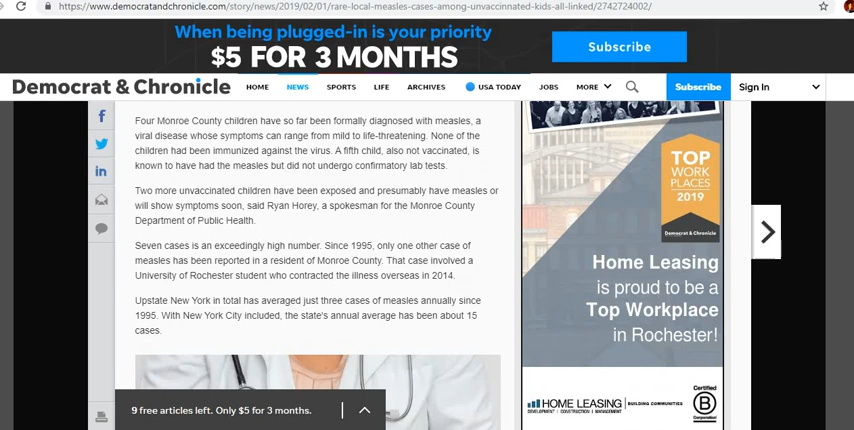 https://www.democratandchronicle.com/story/news/2019/02/01/rare-local-measles-cases-among-unvaccinnated-kids-all-linked/2742724002/
When being plugged-in is your priority
$5 FOR 3 MONTHS
Subscribe
Democrat & Chronicle
HOME NEWS SPORTS LIFE ARCHIVES USA TODAY JOBS MORE Subscribe Sign In
Four Monroe County children have so far been formally diagnosed with measles, a
viral disease whose symptoms can range from mild to life-threatening. None of the
children had been immunized against the virus. A fifth child, also not vaccinated, is
known to have had the measles but did not undergo confirmatory lab tests.
Two more unvaccinated children have been exposed and presumably have measles or
will show symptoms soon, said Ryan Horey, a spokesman for the Monroe County
Department of Public Health.
Seven cases is an exceedingly high number. Since 1995, only one other case of
measles has been reported in a resident of Monroe County. That case involved a
University of Rochester student who contracted the illness overseas in 2014.
Upstate New York in total has averaged just three cases of measles annually since
1995. With New York City included, the state's annual average has been about 15
cases.
9 free articles left. Only $5 for 3 months.
TOP
WORK
PLACES
2019
Democrat & Chronicle
Home Leasing
is proud to be a
Top Workplace
in Rochester!
HOME LEASING
DEVELOPMENT | CONSTRUCTION | MANAGEMENT
BUILDING COMMUNITIES
Certified
B
Corporation